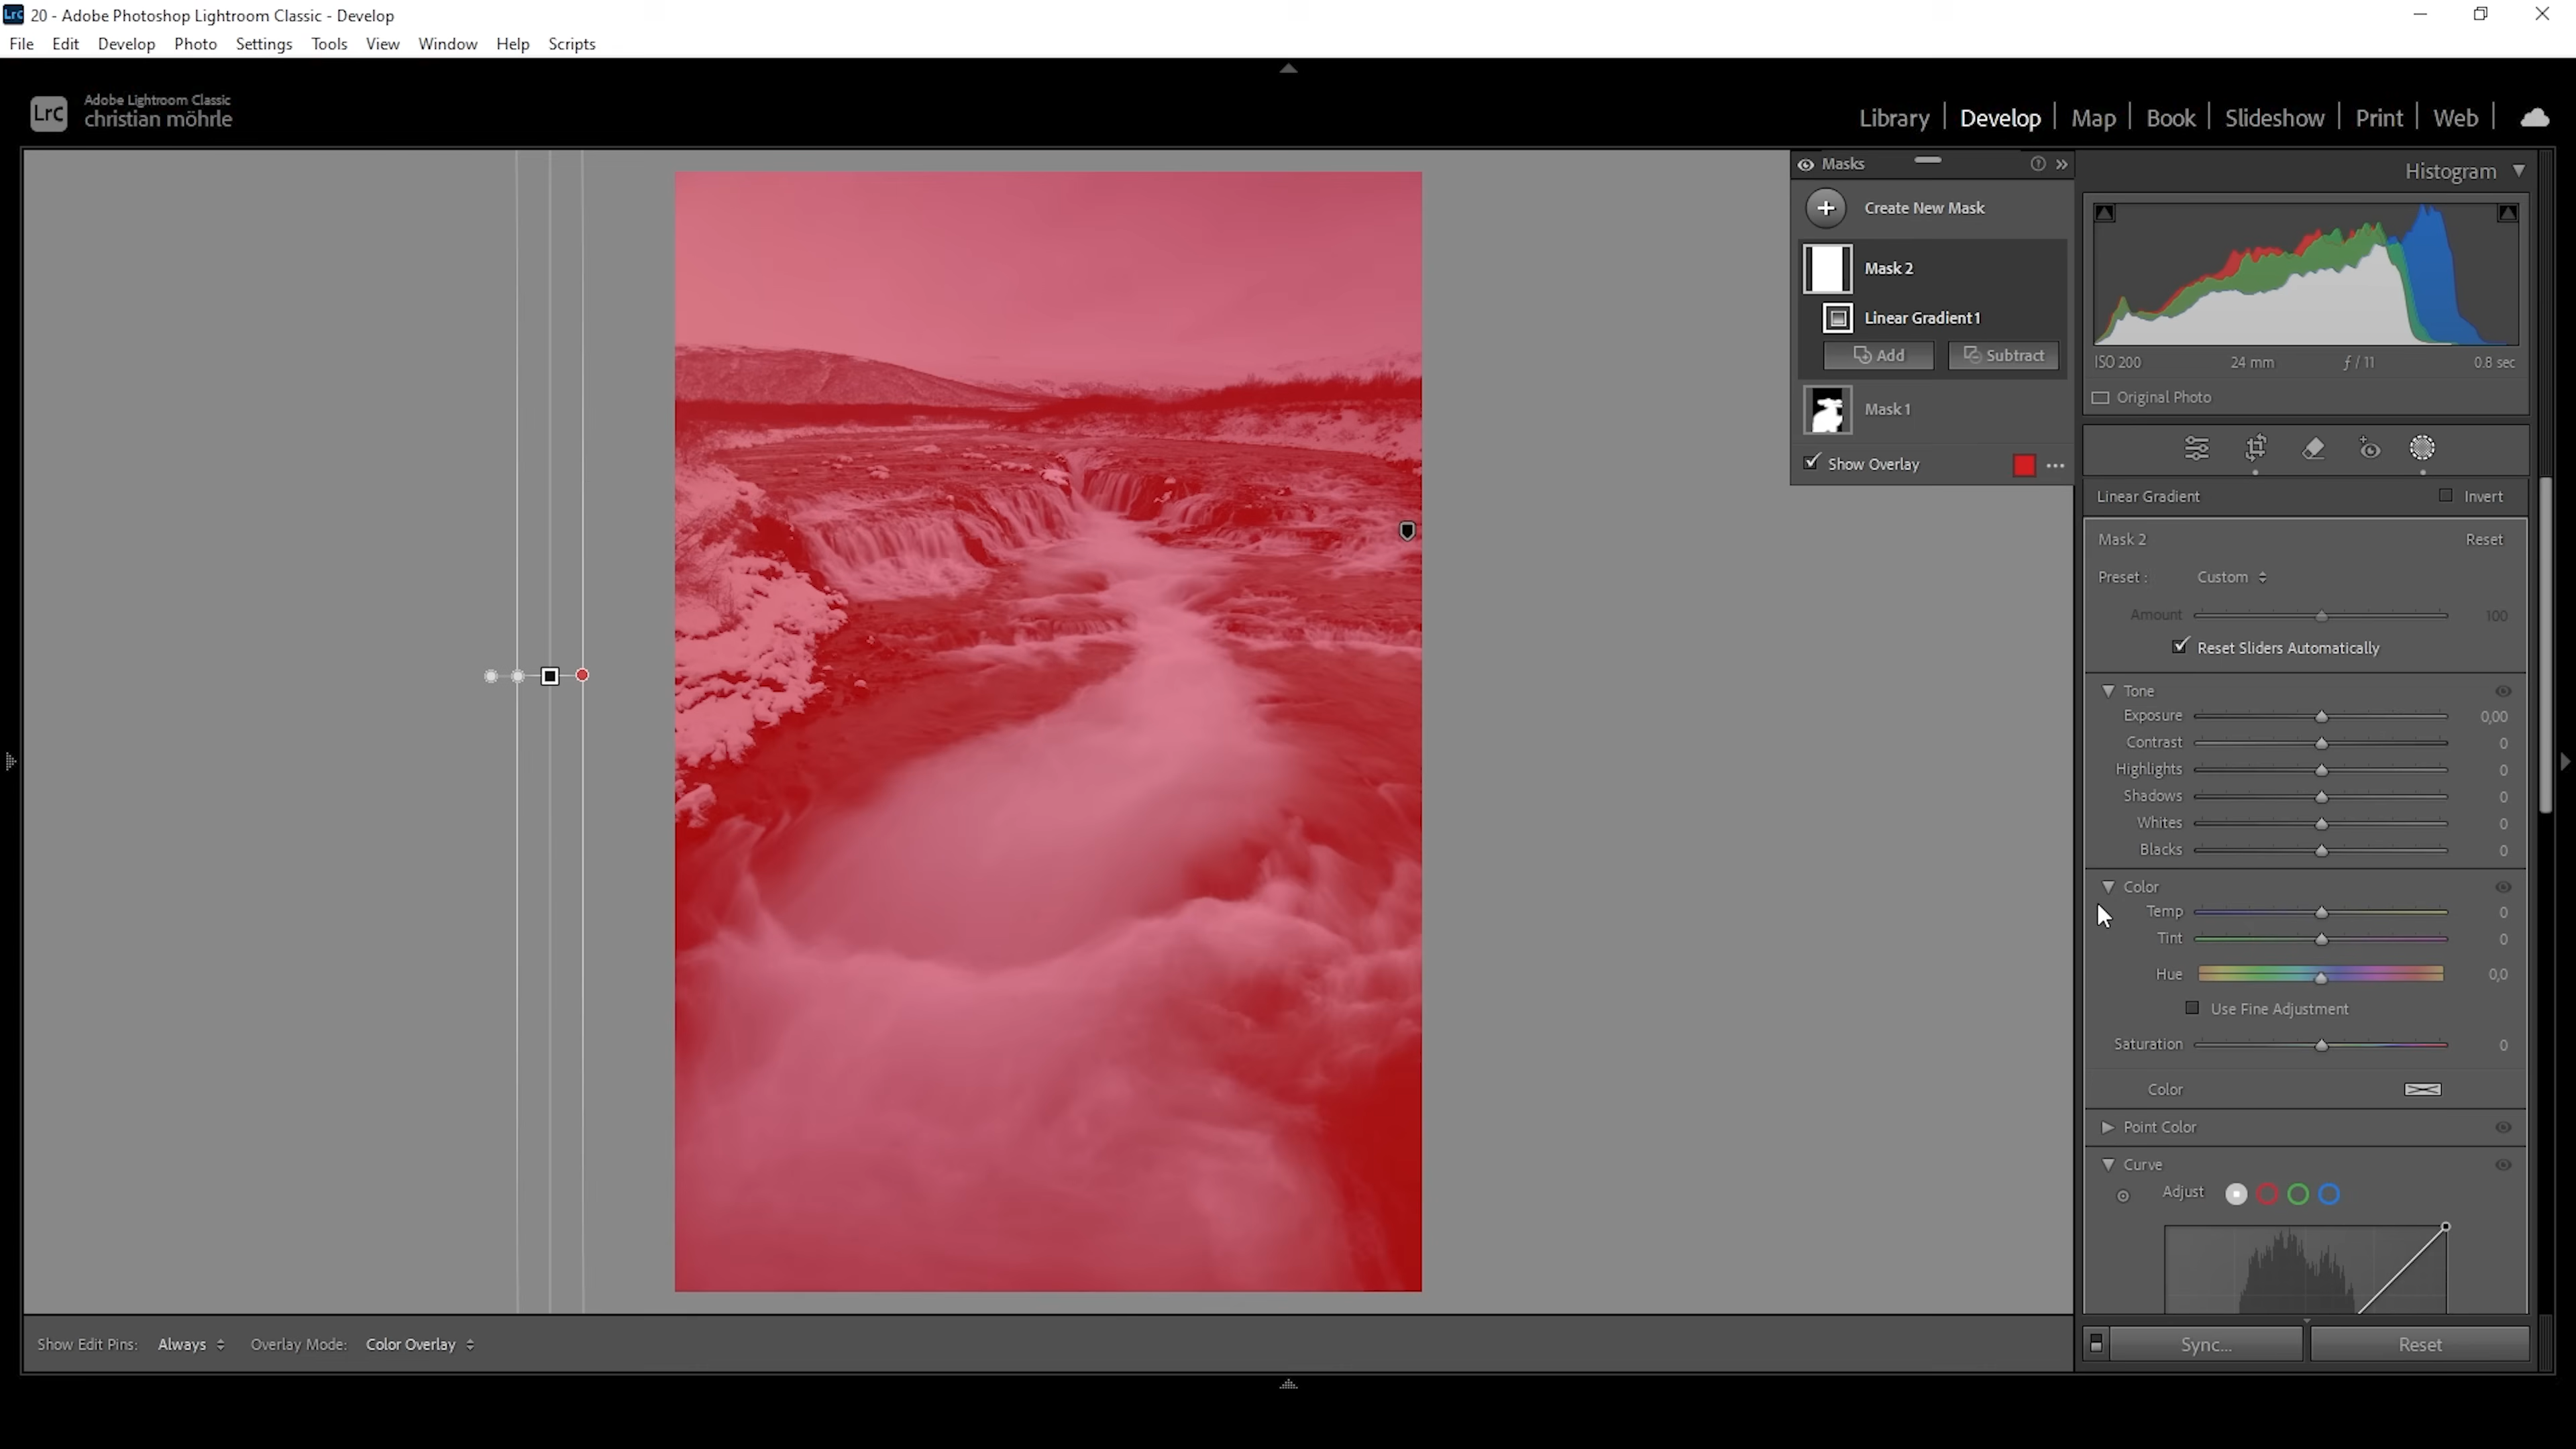 Lrc 20 - Adobe Photoshop Lightroom Classic - Develop
File Edit Develop Photo Settings Tools View Window Help Scripts
Lrc Adobe Lightroom Classic
christian möhrle
Library Develop Map Book Slideshow Print Web
Masks
Create New Mask
Mask 2
Linear Gradient 1
Add Subtract
Mask 1
Show Overlay
Histogram
ISO 200 24 mm ƒ / 11 0.8 sec
Original Photo
Linear Gradient Invert
Mask 2 Reset
Preset : Custom
Amount 100
Reset Sliders Automatically
Tone
Exposure 0,00
Contrast 0
Highlights 0
Shadows 0
Whites 0
Blacks 0
Color
Temp 0
Tint 0
Hue 0,0
Use Fine Adjustment
Saturation 0
Color
Point Color
Curve
Adjust
Show Edit Pins: Always Overlay Mode: Color Overlay
Sync... Reset